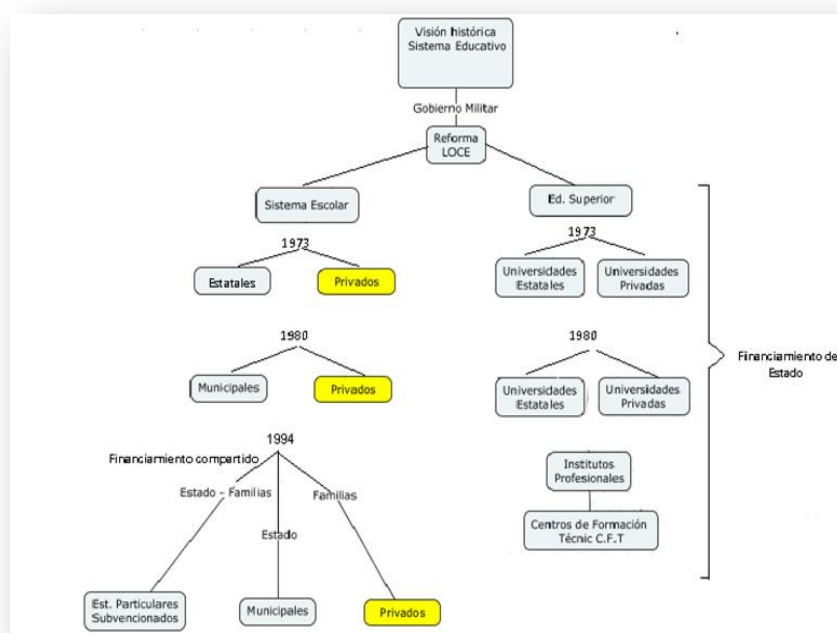 Visión histórica
Sistema Educativo
Gobierno Militar
Reforma
LOCE
Sistema Escolar
Ed. Superior
1973
Estatales
Privados
1973
Universidades
Estatales
Universidades
Privadas
1980
Municipales
Privados
1980
Universidades
Estatales
Universidades
Privadas
Financiamiento de
Estado
1994
Financiamiento compartido
Estado - Familias
Familias
Estado
Institutos
Profesionales
Centros de Formación
Técnic C.F.T
Est. Particulares
Subvencionados
Municipales
Privados